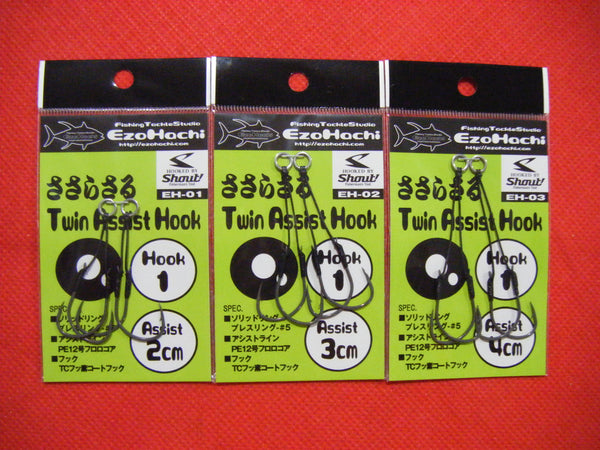 Fishing Tackle Studio
EzoHachi
http://ezohachi.com
HOOKED BY
Shout!
Fisherman's Tool
EH-01
ささらさる
Twin Assist Hook
Hook
1
SPEC.
■ソリッドリング
プレスリング-#5
■アシストライン
PE12号フロロコア
■フック
TCフッ素コートフック
Assist
2cm
Fishing Tackle Studio
EzoHachi
http://ezohachi.com
HOOKED BY
Shout!
Fisherman's Tool
EH-02
ささらさる
Twin Assist Hook
Hook
1
SPEC.
■ソリッドリング
プレスリング-#5
■アシストライン
PE12号フロロコア
■フック
TCフッ素コートフック
Assist
3cm
Fishing Tackle Studio
EzoHachi
http://ezohachi.com
HOOKED BY
Shout!
Fisherman's Tool
EH-03
ささらさる
Twin Assist Hook
Hook
1
SPEC.
■ソリッドリング
プレスリング-#5
■アシストライン
PE12号フロロコア
■フック
TCフッ素コートフック
Assist
4cm